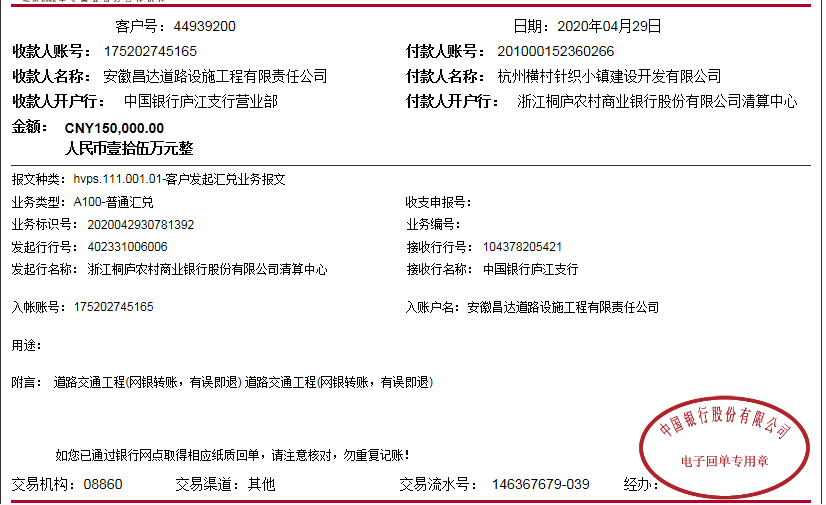 客户号：44939200 日期：2020年04月29日
收款人账号：175202745165 付款人账号：201000152360266
收款人名称：安徽昌达道路设施工程有限责任公司 付款人名称：杭州横村针织小镇建设开发有限公司
收款人开户行：中国银行庐江支行营业部 付款人开户行：浙江桐庐农村商业银行股份有限公司清算中心
金额：CNY150,000.00
人民币壹拾伍万元整
报文种类：hvps.111.001.01-客户发起汇兑业务报文
业务类型：A100-普通汇兑 收支申报号：
业务标识号：2020042930781392 业务编号：
发起行行号：402331006006 接收行行号：104378205421
发起行名称：浙江桐庐农村商业银行股份有限公司清算中心 接收行名称：中国银行庐江支行
入帐账号：175202745165 入账户名：安徽昌达道路设施工程有限责任公司
用途：
附言：道路交通工程(网银转账，有误即退) 道路交通工程(网银转账，有误即退)
中国银行股份有限公司
电子回单专用章
如您已通过银行网点取得相应纸质回单，请注意核对，勿重复记账！
交易机构：08860 交易渠道：其他 交易流水号：146367679-039 经办：